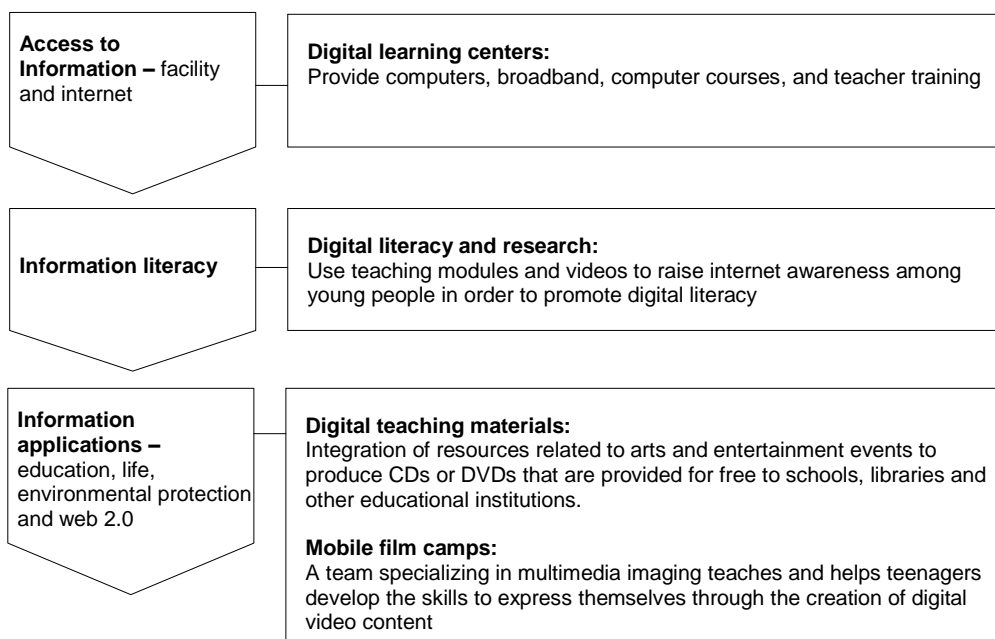 Access to
Information – facility
and internet
Digital learning centers:
Provide computers, broadband, computer courses, and teacher training
Information literacy
Digital literacy and research:
Use teaching modules and videos to raise internet awareness among
young people in order to promote digital literacy
Information
applications –
education, life,
environmental protection
and web 2.0
Digital teaching materials:
Integration of resources related to arts and entertainment events to
produce CDs or DVDs that are provided for free to schools, libraries and
other educational institutions.
Mobile film camps:
A team specializing in multimedia imaging teaches and helps teenagers
develop the skills to express themselves through the creation of digital
video content